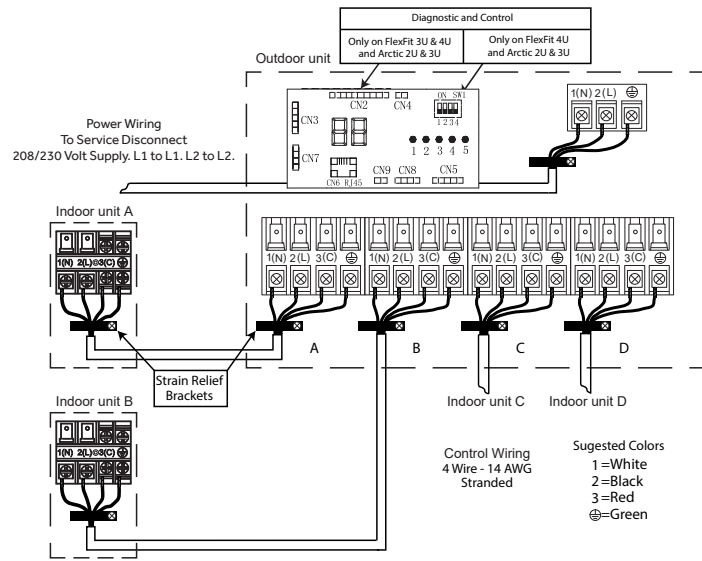 Diagnostic and Control
Only on FlexFit 3U & 4U
and Arctic 2U & 3U
Only on FlexFit 4U
and Arctic 2U & 3U
Outdoor unit
CN2
CN4
ON SW1
1 2 3 4
CN3
1 2 3 4 5
CN7
CN6 RJ45
CN9
CN8
CN5
1(N) 2(L)
Power Wiring
To Service Disconnect
208/230 Volt Supply. L1 to L1. L2 to L2.
Indoor unit A
1(N) 2(L) 3(C)
1(N) 2(L) 3(C)
1(N) 2(L) 3(C)
1(N) 2(L) 3(C)
1(N) 2(L) 3(C)
A
B
C
D
Strain Relief
Brackets
Indoor unit B
1(N) 2(L) 3(C)
Indoor unit C
Indoor unit D
Control Wiring
4 Wire - 14 AWG
Stranded
Sugested Colors
1=White
2=Black
3=Red
⏚=Green